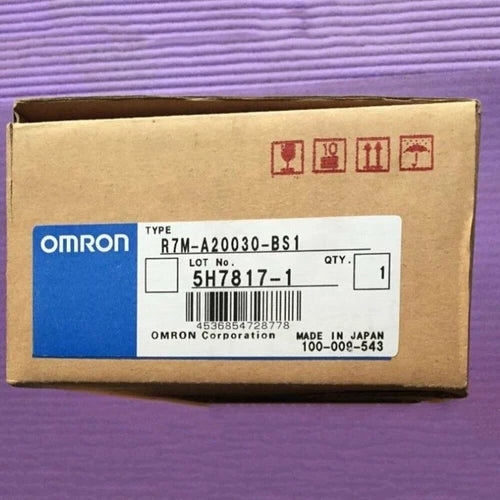 10
TYPE
OMRON
R7M-A20030-BS1
LOT No.
QTY.
5H7817-1
1
4536854728778
OMRON Corporation
MADE IN JAPAN
100-009-543